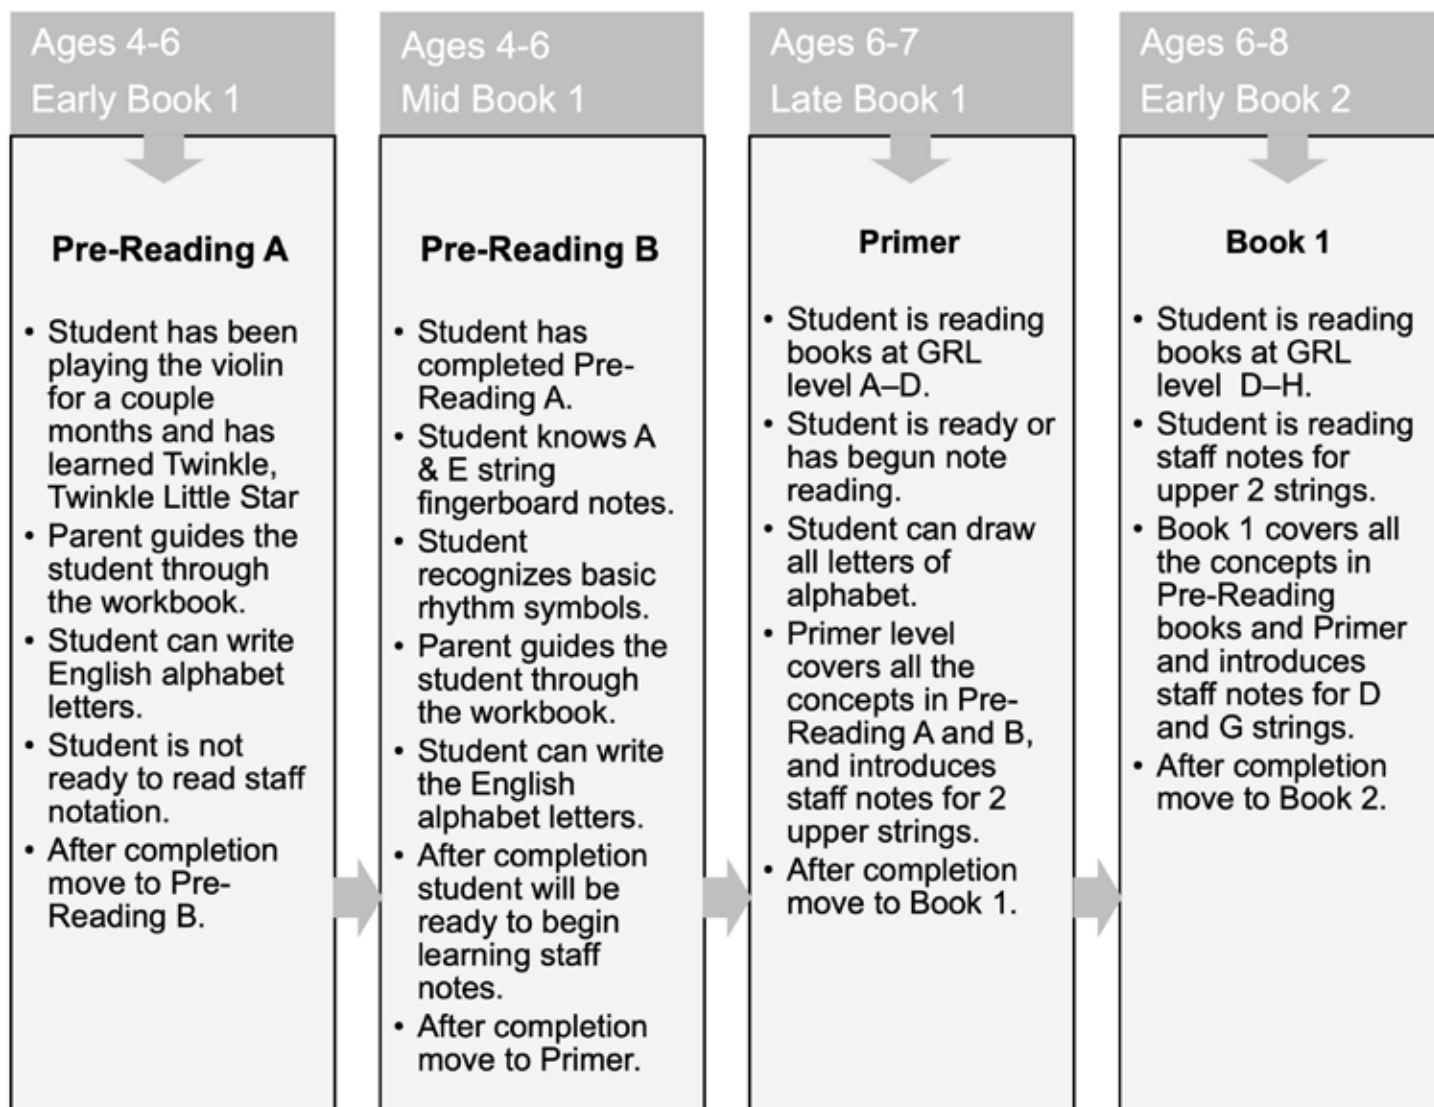 Ages 4-6
Early Book 1
Pre-Reading A
• Student has been
playing the violin
for a couple
months and has
learned Twinkle,
Twinkle Little Star
• Parent guides the
student through
the workbook.
• Student can write
English alphabet
letters.
• Student is not
ready to read staff
notation.
• After completion
move to Pre-
Reading B.
Ages 4-6
Mid Book 1
Pre-Reading B
• Student has
completed Pre-
Reading A.
• Student knows A
& E string
fingerboard notes.
• Student
recognizes basic
rhythm symbols.
• Parent guides the
student through
the workbook.
• Student can write
the English
alphabet letters.
• After completion
student will be
ready to begin
learning staff
notes.
• After completion
move to Primer.
Ages 6-7
Late Book 1
Primer
• Student is reading
books at GRL
level A–D.
• Student is ready or
has begun note
reading.
• Student can draw
all letters of
alphabet.
• Primer level
covers all the
concepts in Pre-
Reading A and B,
and introduces
staff notes for 2
upper strings.
• After completion
move to Book 1.
Ages 6-8
Early Book 2
Book 1
• Student is reading
books at GRL
level D–H.
• Student is reading
staff notes for
upper 2 strings.
• Book 1 covers all
the concepts in
Pre-Reading
books and Primer
and introduces
staff notes for D
and G strings.
• After completion
move to Book 2.